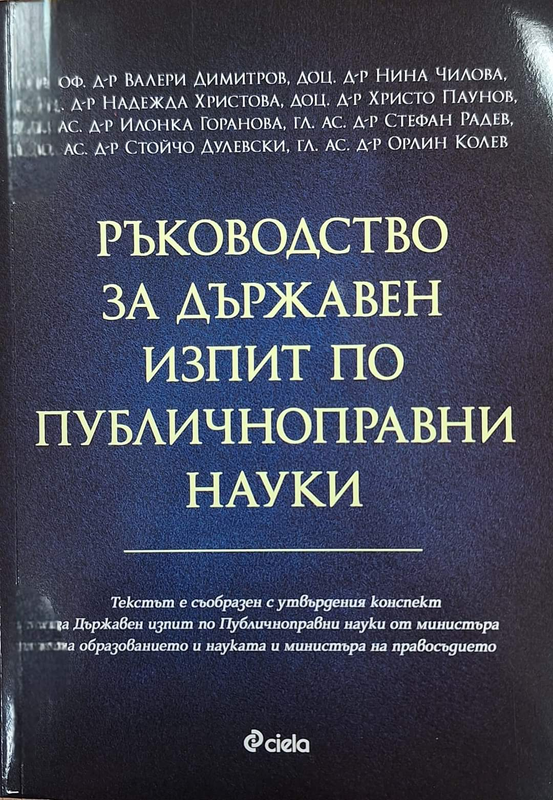 Д-Р ВАЛЕРИ ДИМИТРОВ, ДОЦ. Д-Р НИНА ЧИЛОВА,
Д-Р НАДЕЖДА ХРИСТОВА, ДОЦ. Д-Р ХРИСТО ПАУНОВ,
АС. Д-Р ИЛОНКА ГОРАНОВА, ГЛ. АС. Д-Р СТЕФАН РАДЕВ,
АС. Д-Р СТОЙЧО ДУЛЕВСКИ, ГЛ. АС. Д-Р ОРЛИН КОЛЕВ
РЪКОВОДСТВО
ЗА ДЪРЖАВЕН
ИЗПИТ ПО
ПУБЛИЧНОПРАВНИ
НАУКИ
Текстът е съобразен с утвърдения конспект
за Държавен изпит по Публичноправни науки от министъра
на образованието и науката и министъра на правосъдието
ciela